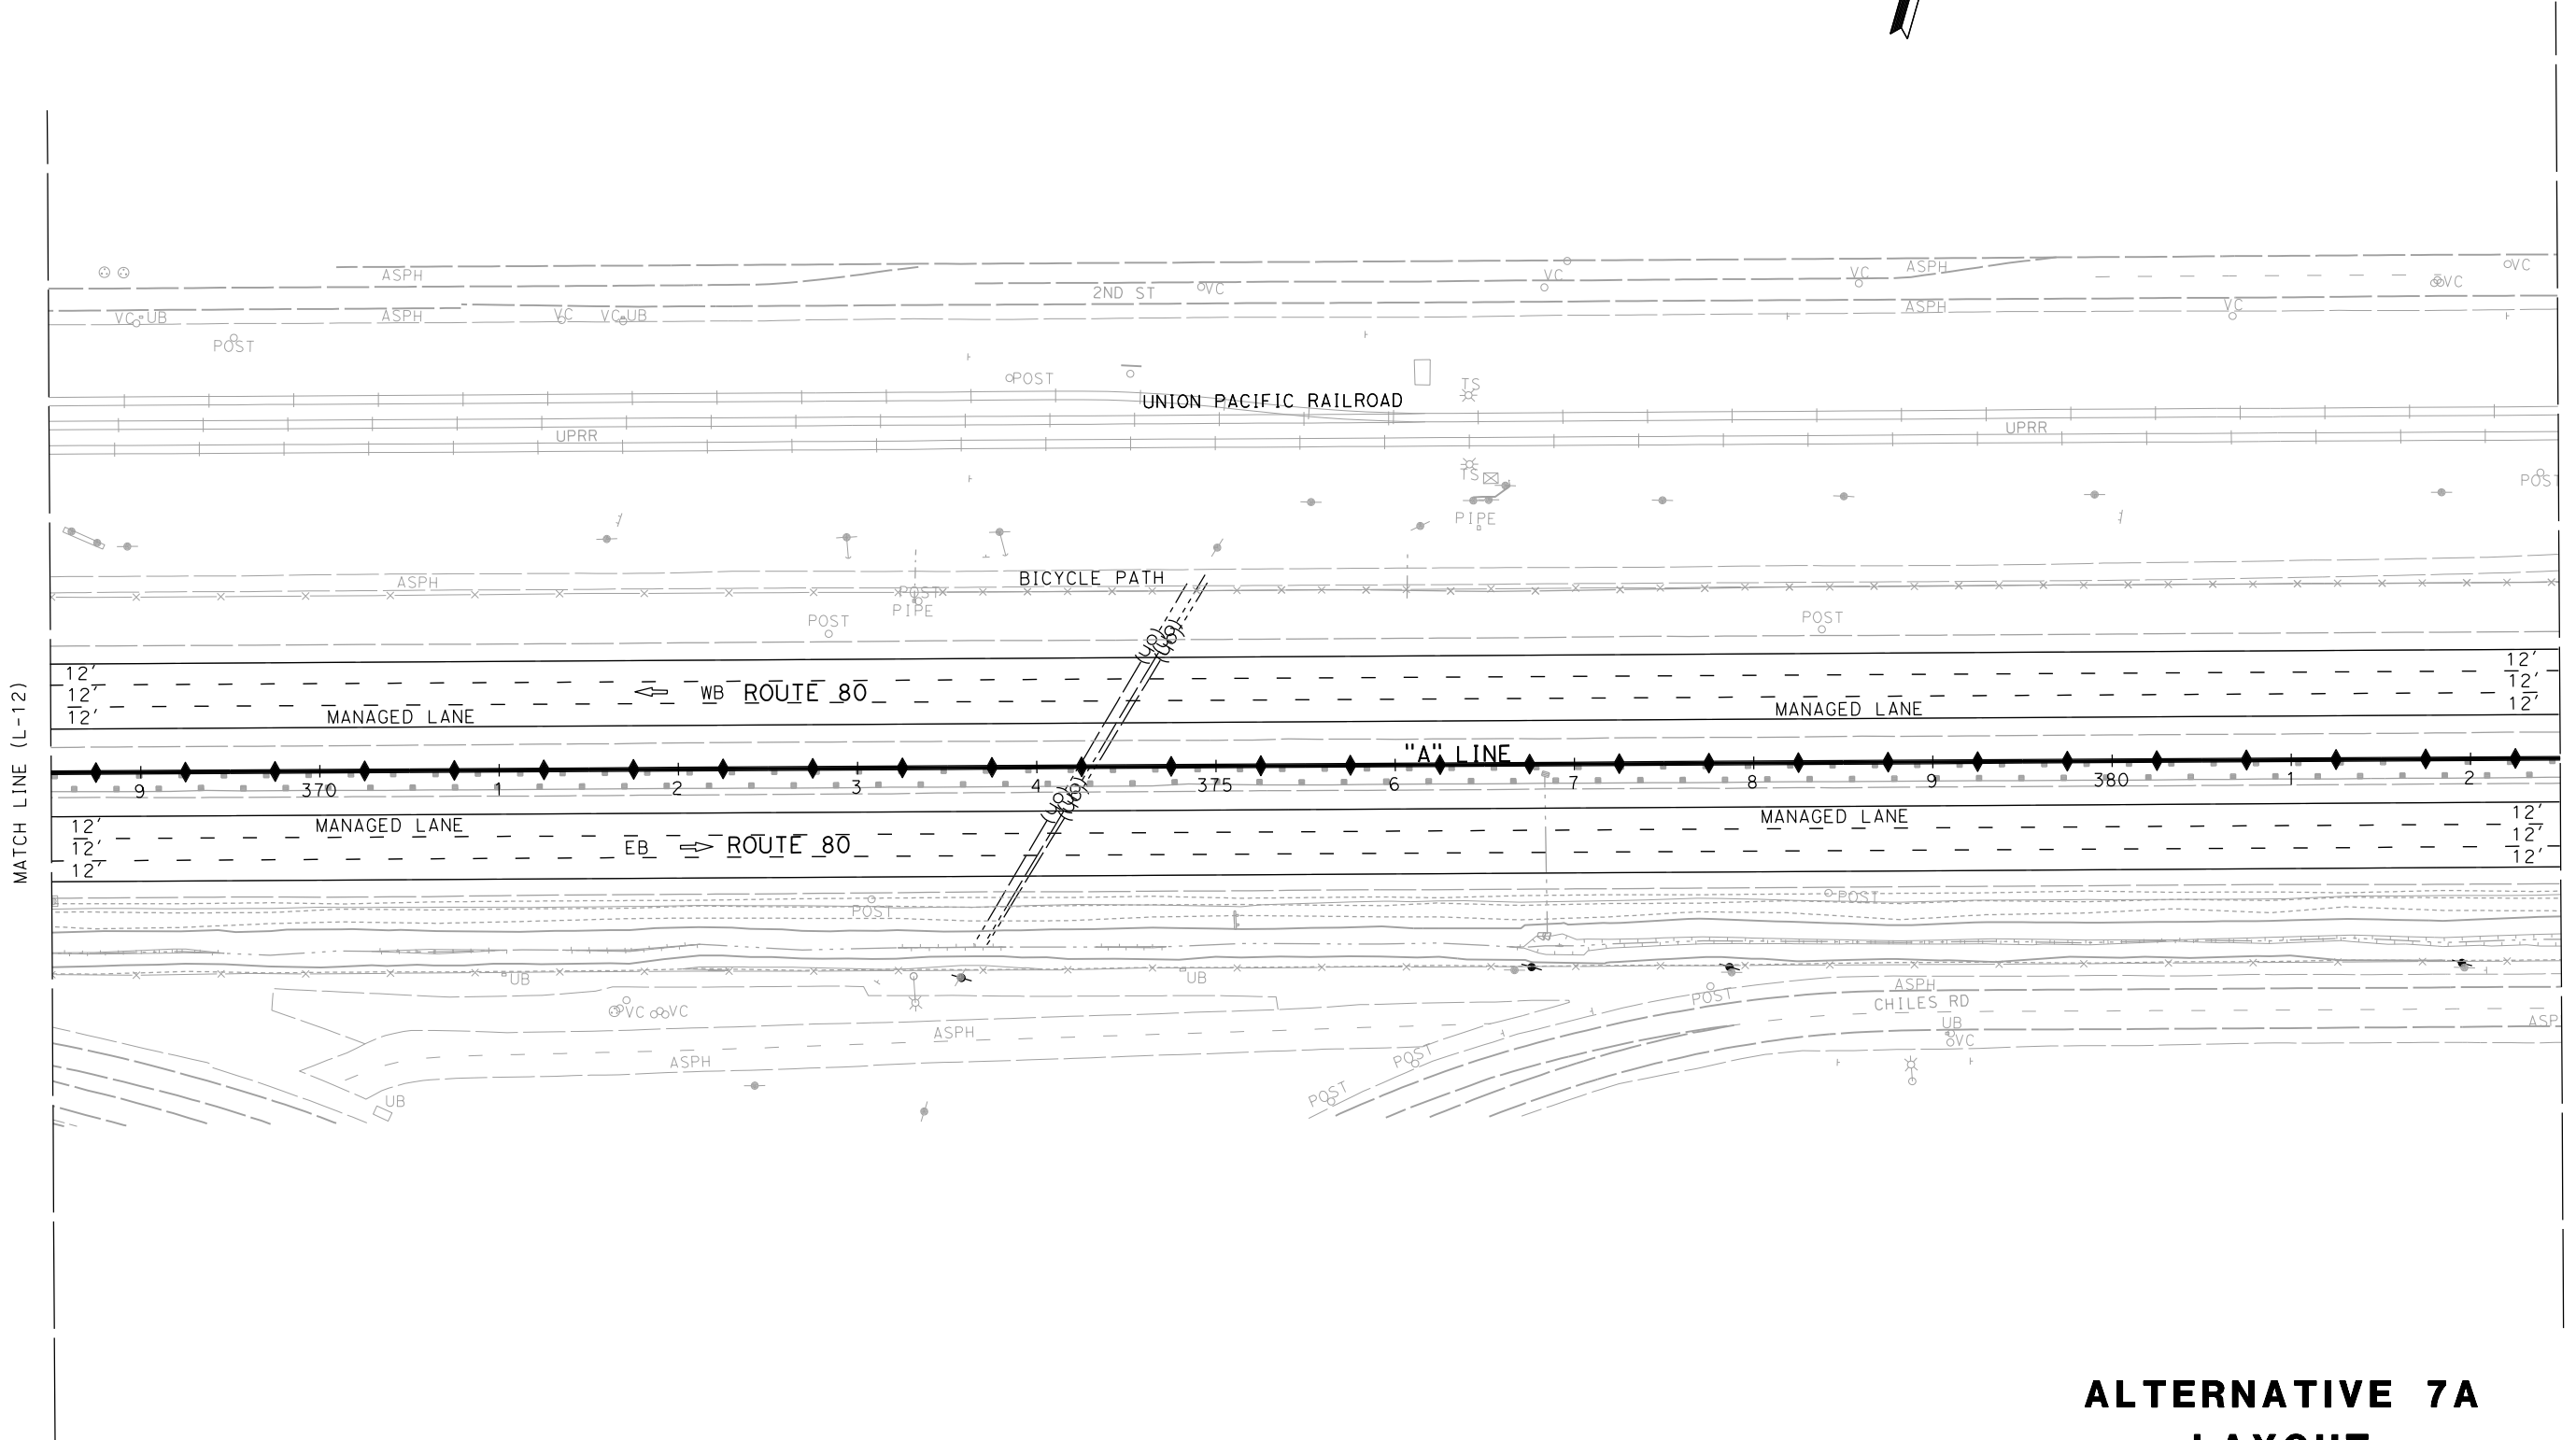 ASPH
VC
ASPH
VC
VC
2ND ST
VC
VC
VC UB
ASPH
VC
VC UB
ASPH
VC
POST
POST
TS
UNION PACIFIC RAILROAD
UPRR
UPRR
TS
POST
PIPE
ASPH
BICYCLE PATH
POST
PIPE
POST
POST
12'
12'
12'
12'
12'
12'
WB ROUTE 80
MANAGED LANE
MANAGED LANE
MATCH LINE (L-12)
"A" LINE
9 370 1 2 3 4 375 6 7 8 9 380 1 2
MANAGED LANE
MANAGED LANE
12'
12'
12'
12'
12'
12'
EB ROUTE 80
POST
POST
UB
UB
ASPH
POST
CHILES RD
VC
VC
UB
VC
ASP
ASPH
ASPH
POST
POST
UB
ALTERNATIVE 7A
LAYOUT